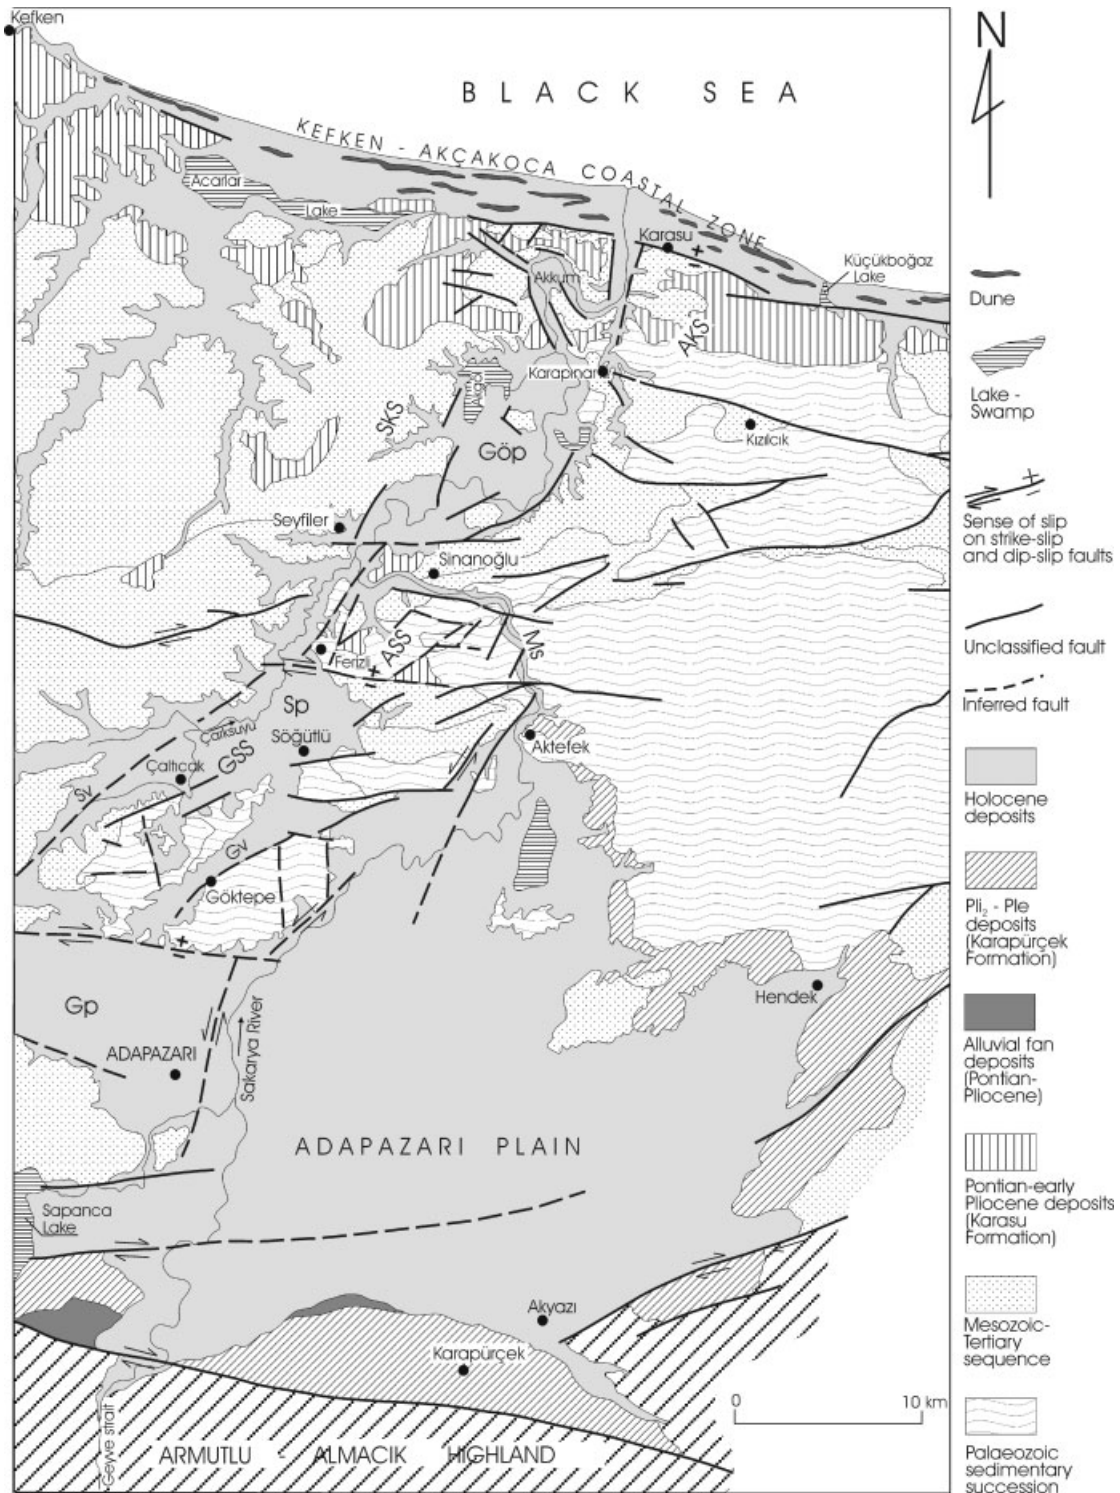 Kefken
N
BLACK SEA
KEFKEN - AKÇAKOCA COASTAL ZONE
Acarlar
Lake
Karasu
Küçükboğaz
Lake
Akkum
AKS
Karapınar
SKS
Kızılcık
Göp
Seyfiler
Sinanoğlu
Ms
ASS
Ferizli
Sp
Çarksuyu
Söğütlü
GSS
Aktefek
Çaltıcak
Sv
Gv
Göktepe
Hendek
Gp
Sakarya River
ADAPAZARI
ADAPAZARI PLAIN
Sapanca
Lake
Akyazı
Karapürçek
0 10 km
Geyve strait
ARMUTLU - ALMACIK HIGHLAND
Dune
Lake -
Swamp
Sense of slip
on strike-slip
and dip-slip faults
Unclassified fault
Inferred fault
Holocene
deposits
Pli₂ - Ple
deposits
(Karapürçek
Formation)
Alluvial fan
deposits
(Pontian-
Pliocene)
Pontian-early
Pliocene deposits
(Karasu
Formation)
Mesozoic-
Tertiary
sequence
Palaeozoic
sedimentary
succession